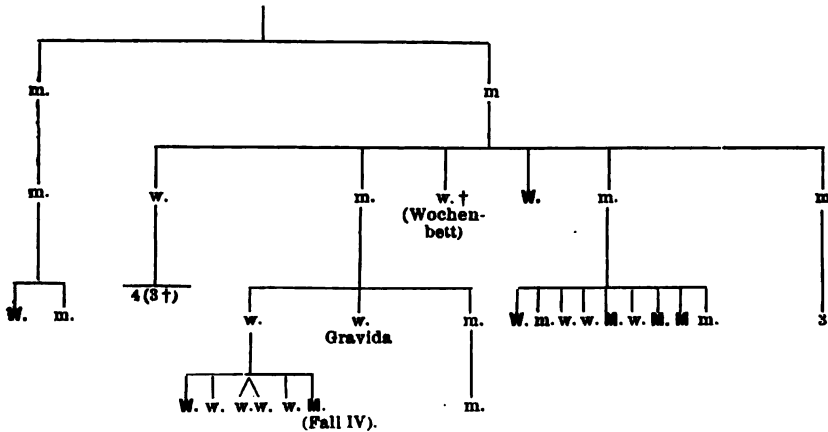 m. m
m. w. m. w. † W. m. m
(Wochen-
bett)
4 (3 †)
W. m. w. w. m. W. m. w. w. M. w. M. M m. 3
Gravida
W. w. w.w. w. M. m.
(Fall IV).